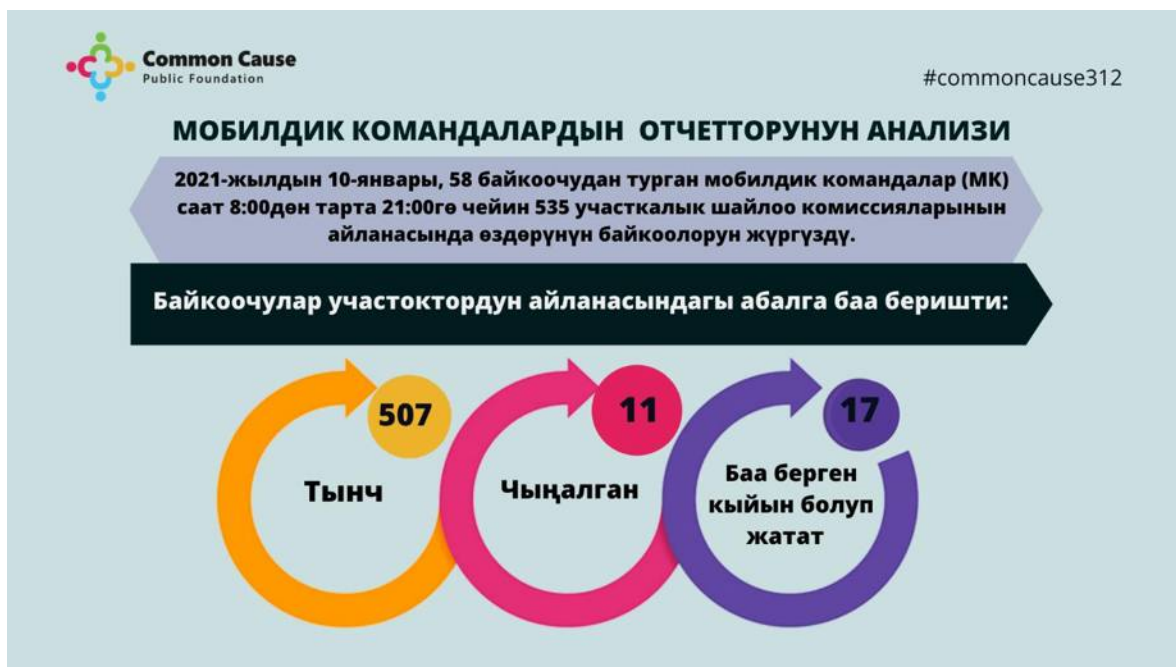 Common Cause
Public Foundation
#commoncause312
МОБИЛДИК КОМАНДАЛАРДЫН ОТЧЕТТОРУНУН АНАЛИЗИ
2021-жылдын 10-январы, 58 байкоочудан турган мобилдик командалар (МК)
саат 8:00дөн тарта 21:00гө чейин 535 участкалык шайлоо комиссияларынын
айланасында өздөрүнүн байкоолорун жүргүздү.
Байкоочулар участоктордун айланасындагы абалга баа беришти:
507
Тынч
11
Чыңалган
17
Баа берген
кыйын болуп
жатат